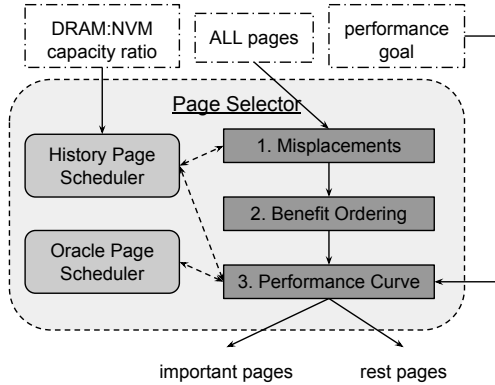 DRAM:NVM
capacity ratio
ALL pages
performance
goal
Page Selector
History Page
Scheduler
1. Misplacements
2. Benefit Ordering
Oracle Page
Scheduler
3. Performance Curve
important pages
rest pages